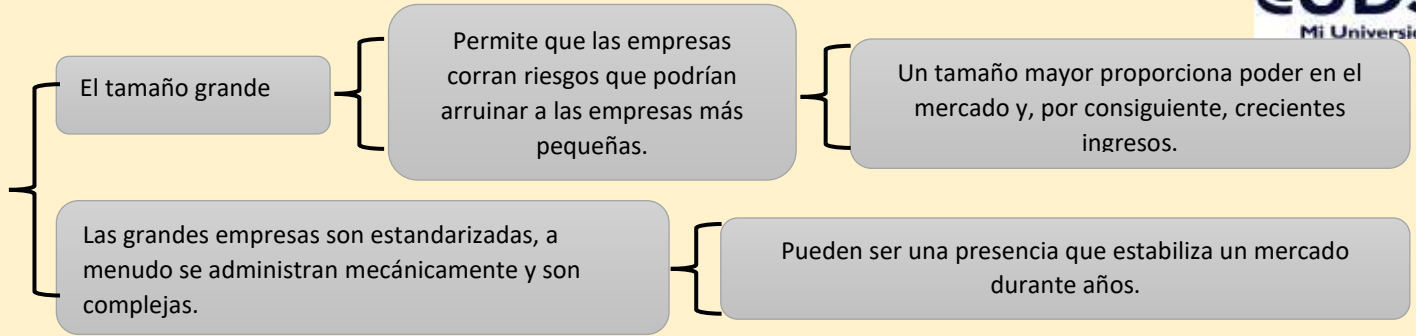 Mi Universi
El tamaño grande
Permite que las empresas
corran riesgos que podrían
arruinar a las empresas más
pequeñas.
Un tamaño mayor proporciona poder en el
mercado y, por consiguiente, crecientes
ingresos.
Las grandes empresas son estandarizadas, a
menudo se administran mecánicamente y son
complejas.
Pueden ser una presencia que estabiliza un mercado
durante años.